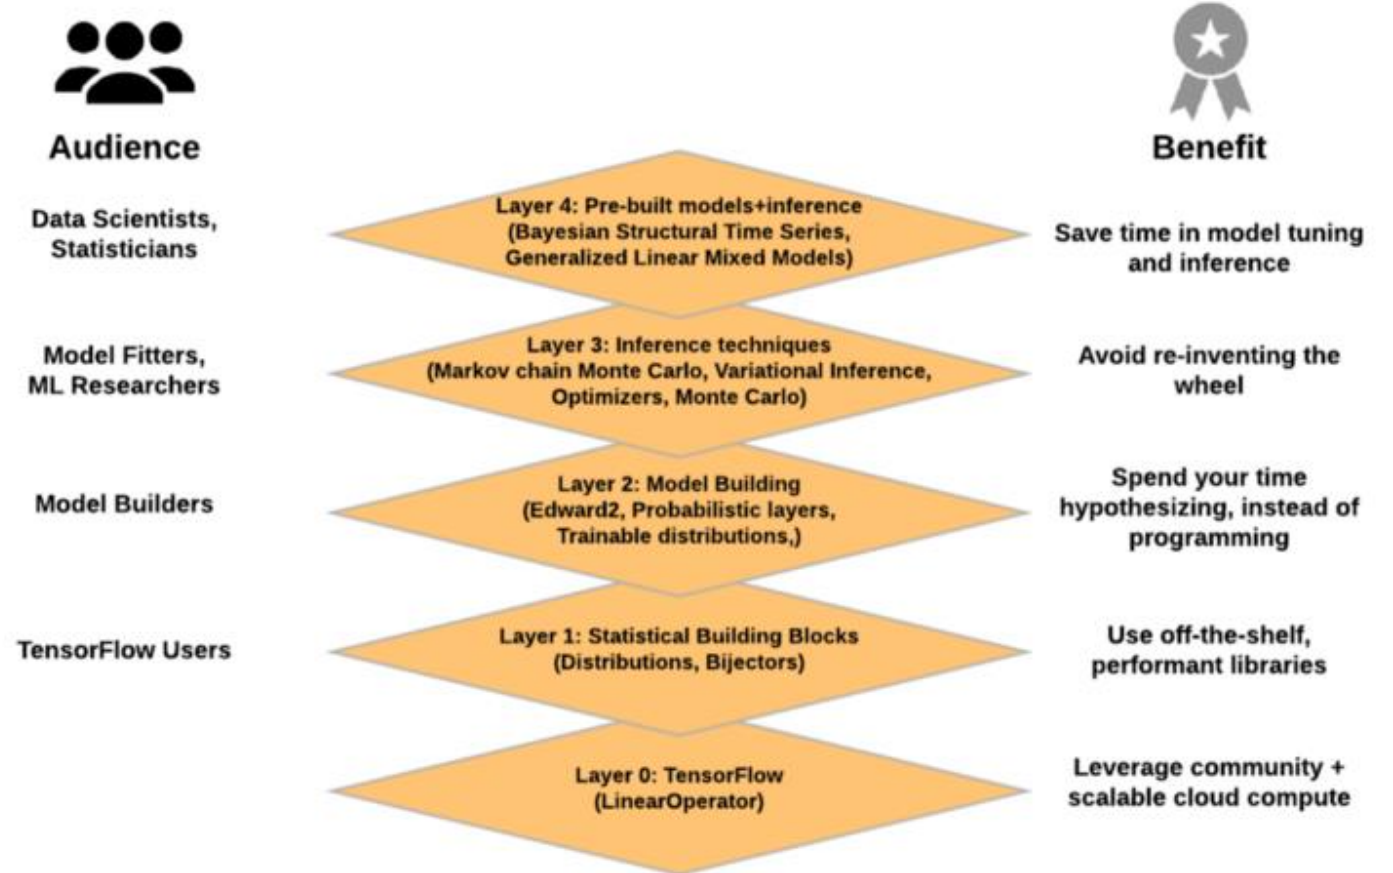 Audience
Benefit
Data Scientists,
Statisticians
Layer 4: Pre-built models+inference
(Bayesian Structural Time Series,
Generalized Linear Mixed Models)
Save time in model tuning
and inference
Model Fitters,
ML Researchers
Layer 3: Inference techniques
(Markov chain Monte Carlo, Variational Inference,
Optimizers, Monte Carlo)
Avoid re-inventing the
wheel
Model Builders
Layer 2: Model Building
(Edward2, Probabilistic layers,
Trainable distributions,)
Spend your time
hypothesizing, instead of
programming
TensorFlow Users
Layer 1: Statistical Building Blocks
(Distributions, Bijectors)
Use off-the-shelf,
performant libraries
Layer 0: TensorFlow
(LinearOperator)
Leverage community +
scalable cloud compute